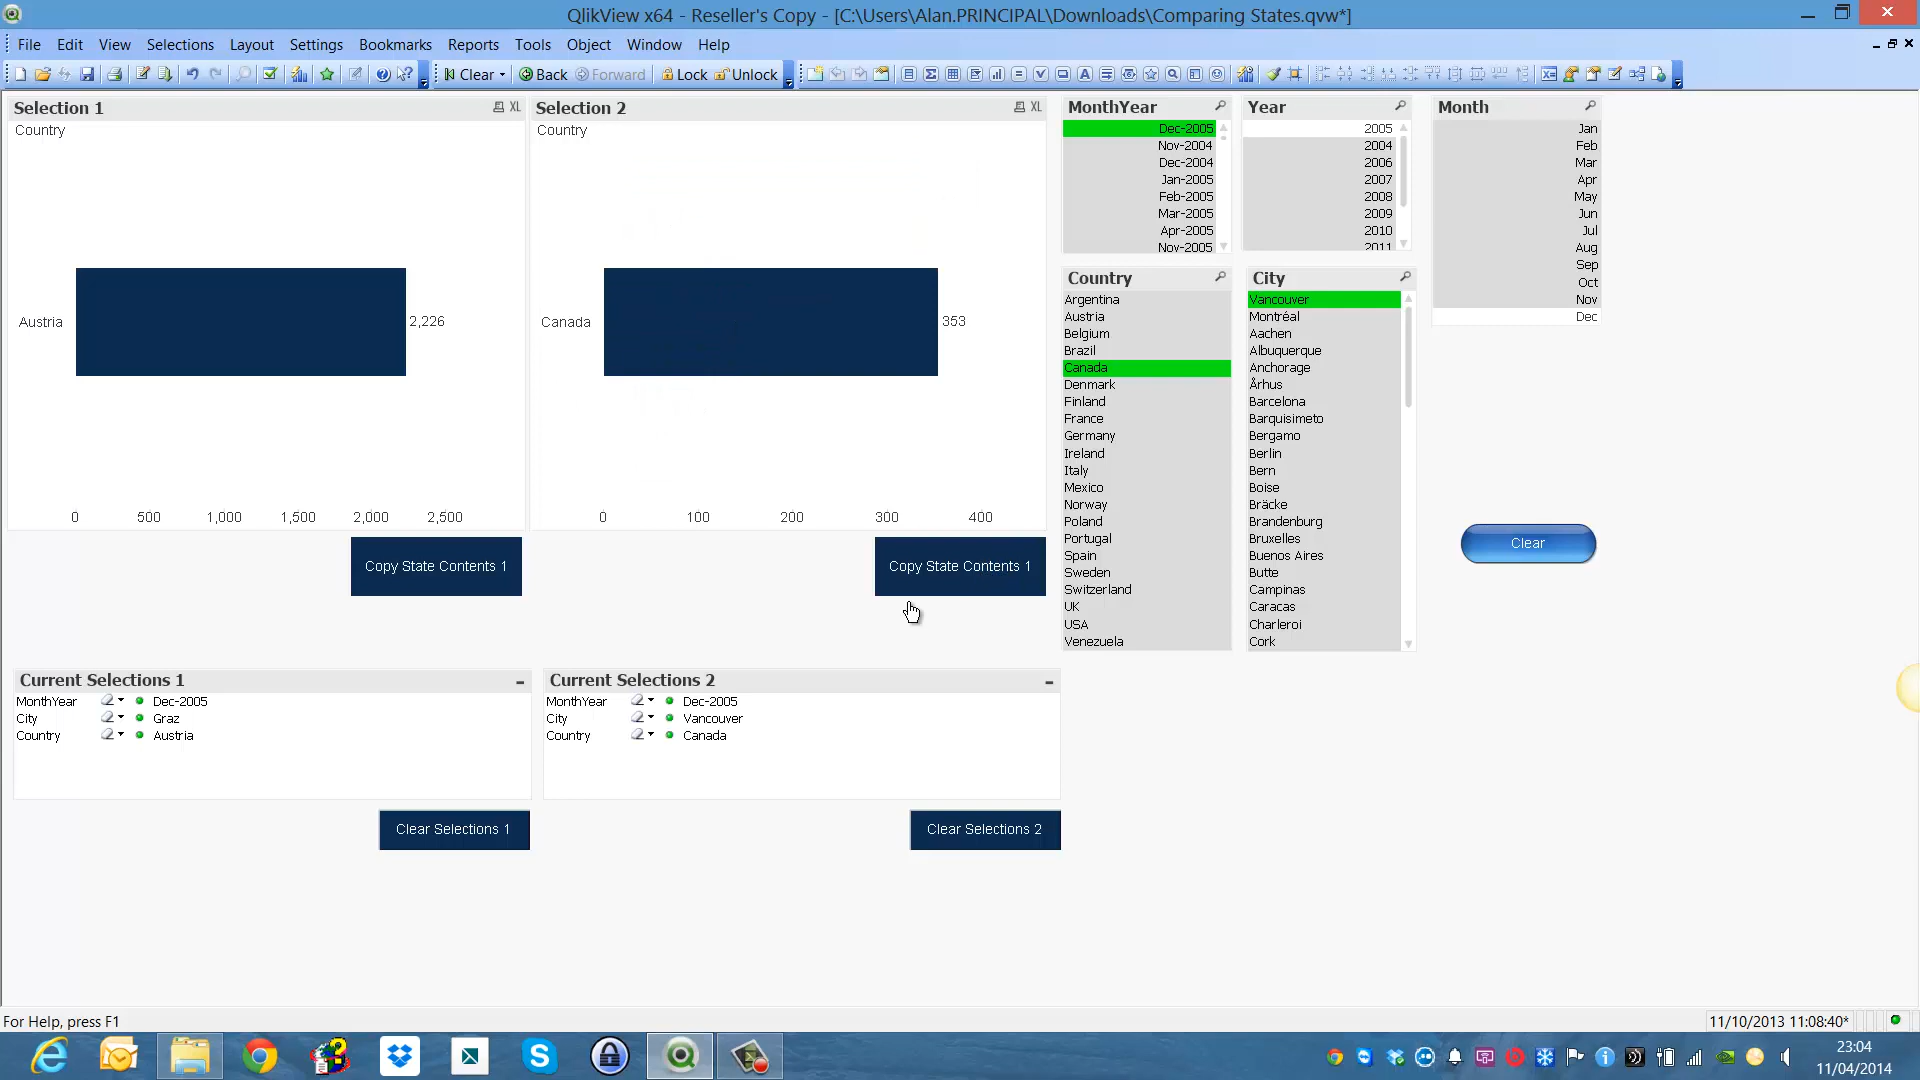 QlikView x64 - Reseller's Copy - [C:\Users\Alan.PRINCIPAL\Downloads\Comparing States.qvw*]
File Edit View Selections Layout Settings Bookmarks Reports Tools Object Window Help
Clear Back Forward Lock Unlock
Selection 1 XL
Country
Austria 2,226
0 500 1,000 1,500 2,000 2,500
Copy State Contents 1
Selection 2 XL
Country
Canada 353
0 100 200 300 400
Copy State Contents 1
MonthYear
Dec-2005
Nov-2004
Dec-2004
Jan-2005
Feb-2005
Mar-2005
Apr-2005
Nov-2005
Year
2005
2004
2006
2007
2008
2009
2010
2011
Month
Jan
Feb
Mar
Apr
May
Jun
Jul
Aug
Sep
Oct
Nov
Dec
Country
Argentina
Austria
Belgium
Brazil
Canada
Denmark
Finland
France
Germany
Ireland
Italy
Mexico
Norway
Poland
Portugal
Spain
Sweden
Switzerland
UK
USA
Venezuela
City
Vancouver
Montréal
Aachen
Albuquerque
Anchorage
Århus
Barcelona
Barquisimeto
Bergamo
Berlin
Bern
Boise
Bräcke
Brandenburg
Bruxelles
Buenos Aires
Butte
Campinas
Caracas
Charleroi
Cork
Clear
Current Selections 1
MonthYear Dec-2005
City Graz
Country Austria
Clear Selections 1
Current Selections 2
MonthYear Dec-2005
City Vancouver
Country Canada
Clear Selections 2
For Help, press F1
11/10/2013 11:08:40*
23:04
11/04/2014